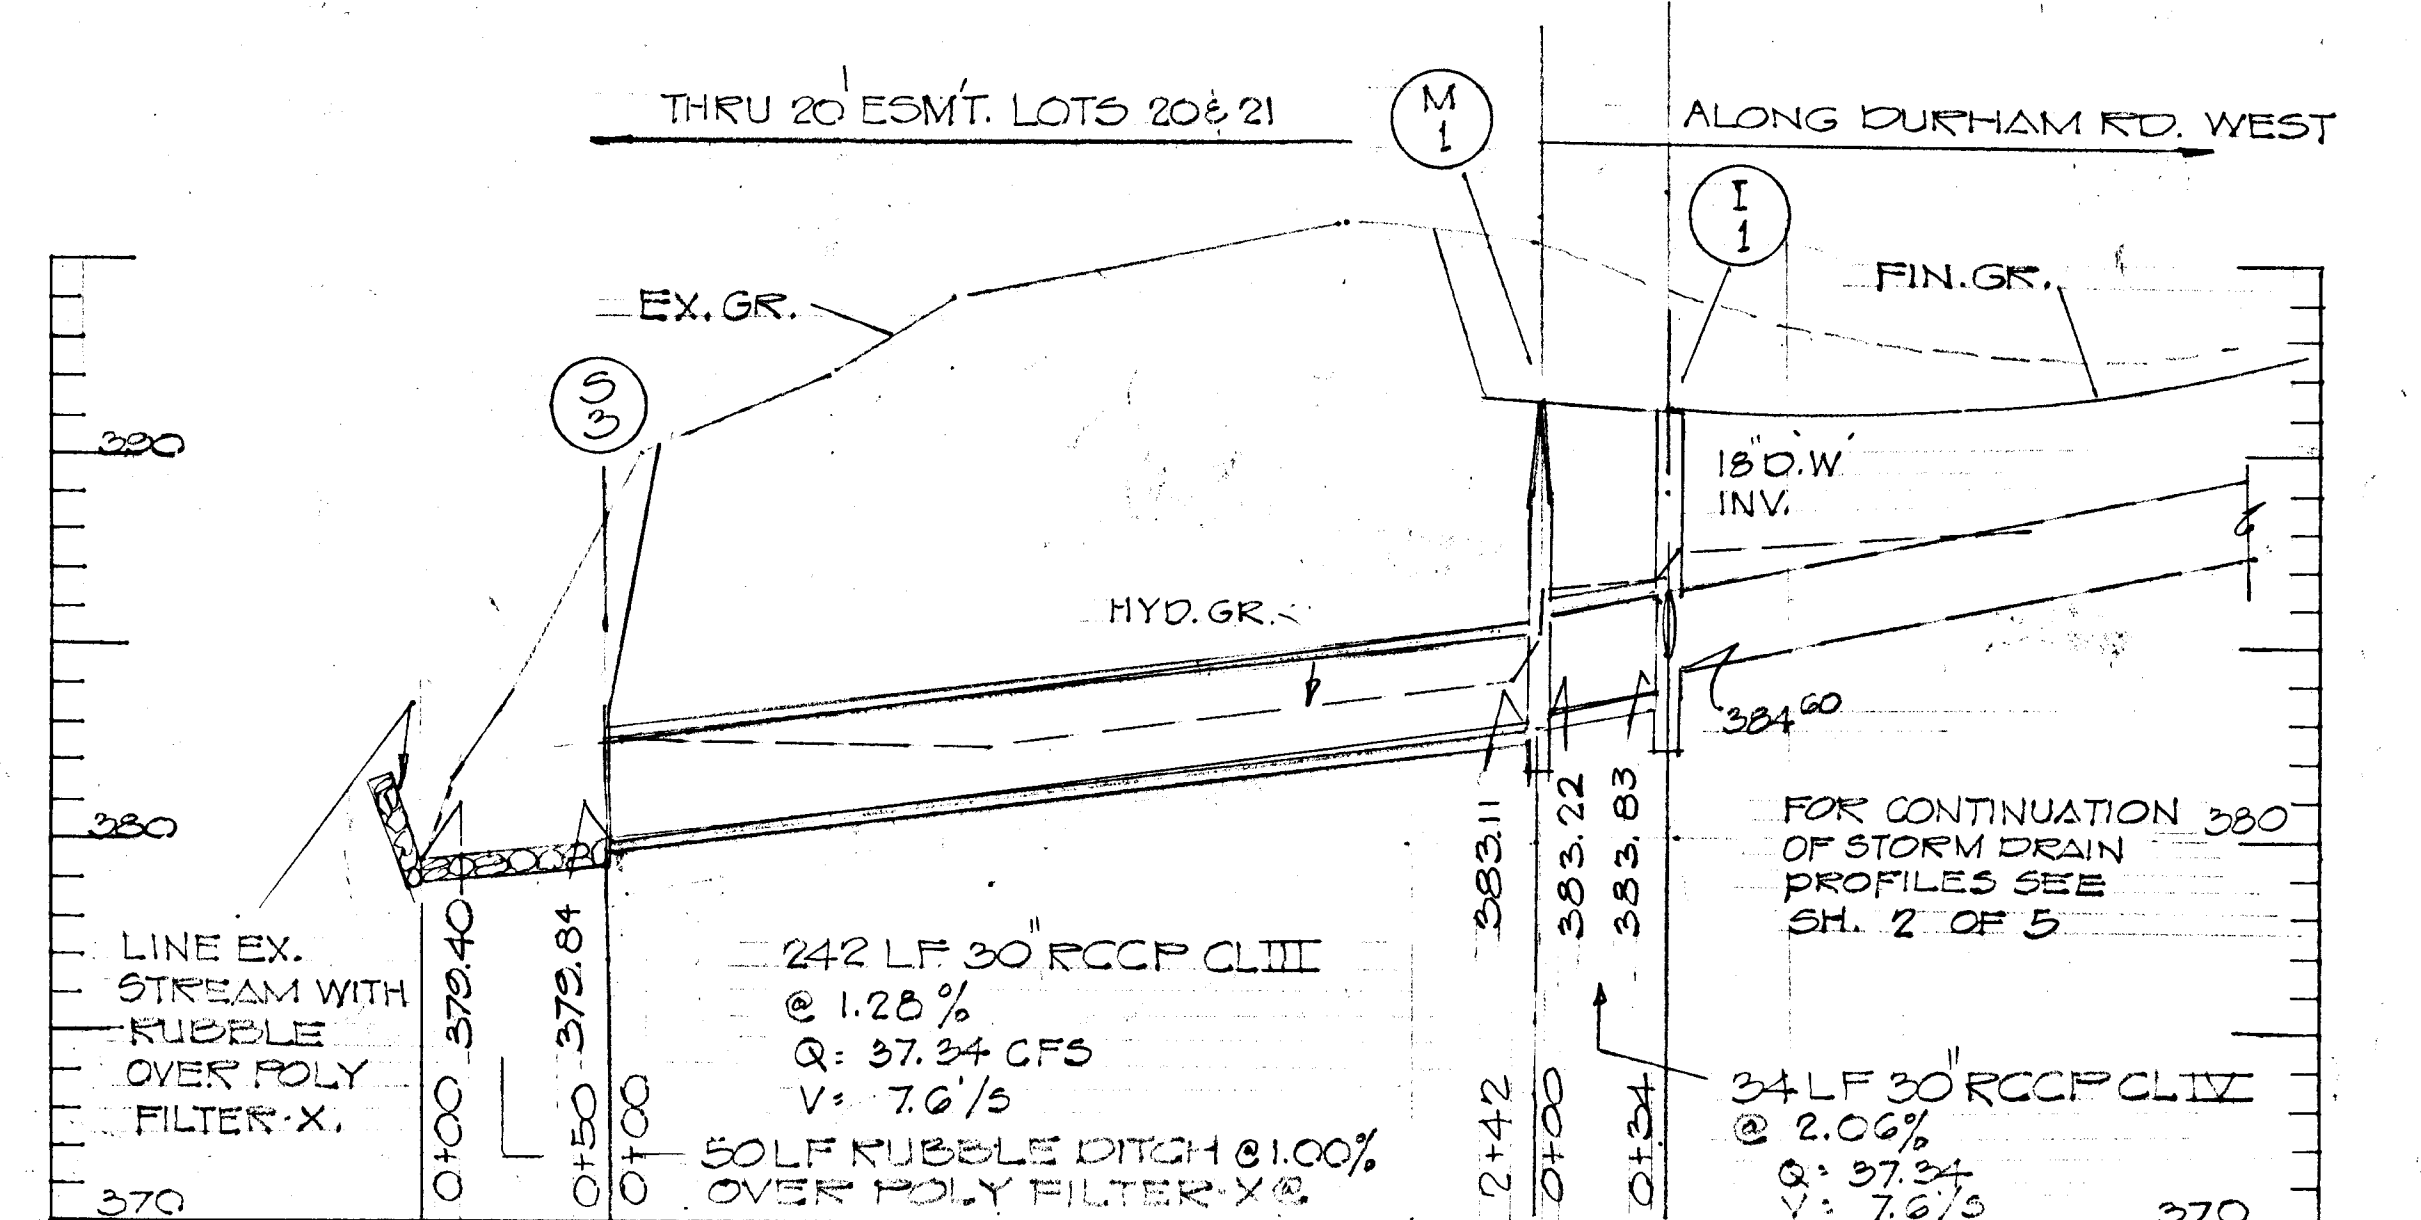 THRU 20' ESM'T. LOTS 20 & 21
M
1
ALONG DURHAM RD. WEST
I
1
EX. GR.
FIN. GR.
S
3
390
18" D.W.
INV.
HYD. GR.
384.60
380
FOR CONTINUATION
OF STORM DRAIN
PROFILES SEE
SH. 2 OF 5
380
383.11
383.22
383.83
LINE EX.
STREAM WITH
RUBBLE
OVER POLY
FILTER-X.
379.40
379.84
242 LF 30" RCCP CL III
@ 1.28%
Q: 37.34 CFS
V: 7.6'/S
50 LF RUBBLE DITCH @ 1.00%
OVER POLY FILTER-X @
34 LF 30" RCCP CL IV
@ 2.06%
Q: 37.34
V: 7.6'/S
0+00
0+50
0+00
2+42
0+00
0+34
370
370